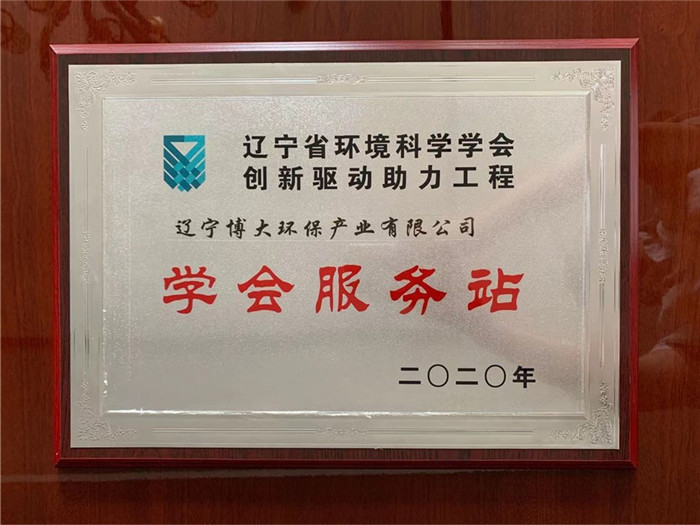 辽宁省环境科学学会
创新驱动助力工程
辽宁博大环保产业有限公司
学会服务站
二〇二〇年